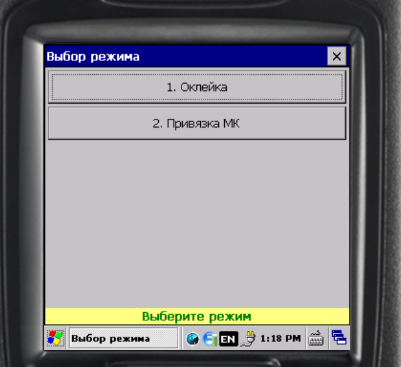 Выбор режима
1. Оклейка
2. Привязка МК
Выберите режим
Выбор режима EN 1:18 PM